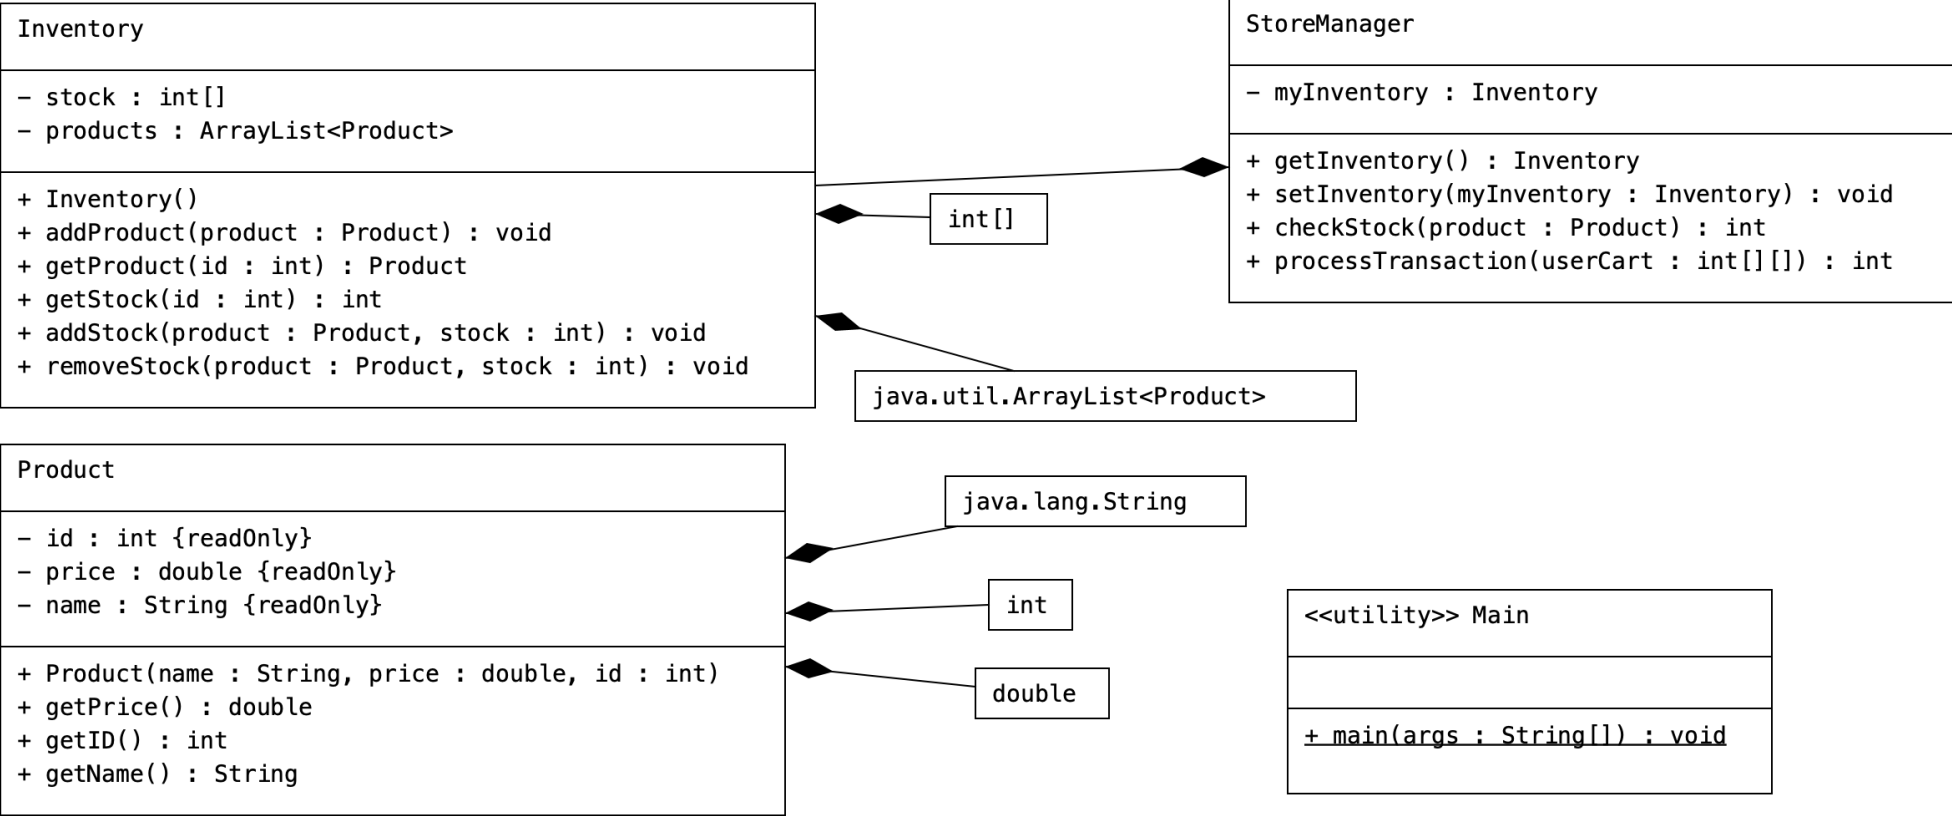 Inventory
- stock : int[]
- products : ArrayList<Product>
+ Inventory()
+ addProduct(product : Product) : void
+ getProduct(id : int) : Product
+ getStock(id : int) : int
+ addStock(product : Product, stock : int) : void
+ removeStock(product : Product, stock : int) : void
StoreManager
- myInventory : Inventory
+ getInventory() : Inventory
+ setInventory(myInventory : Inventory) : void
+ checkStock(product : Product) : int
+ processTransaction(userCart : int[][]) : int
int[]
java.util.ArrayList<Product>
Product
- id : int {readOnly}
- price : double {readOnly}
- name : String {readOnly}
+ Product(name : String, price : double, id : int)
+ getPrice() : double
+ getID() : int
+ getName() : String
java.lang.String
int
double
<<utility>> Main
+ main(args : String[]) : void